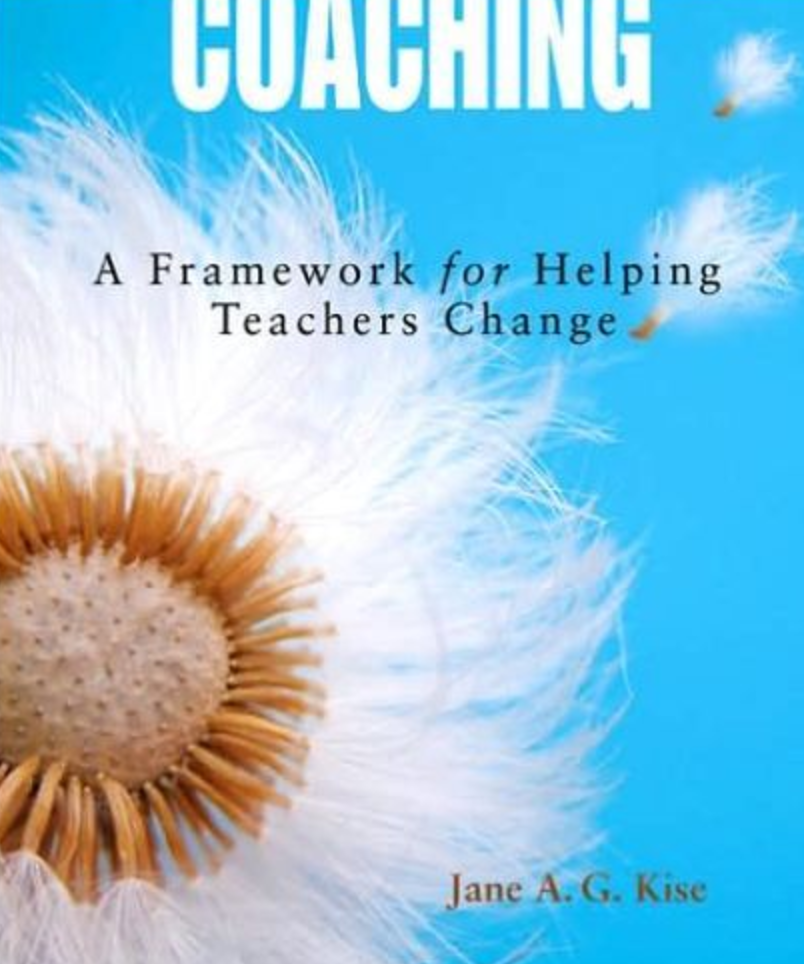 COACHING
A Framework for Helping
Teachers Change
Jane A. G. Kise